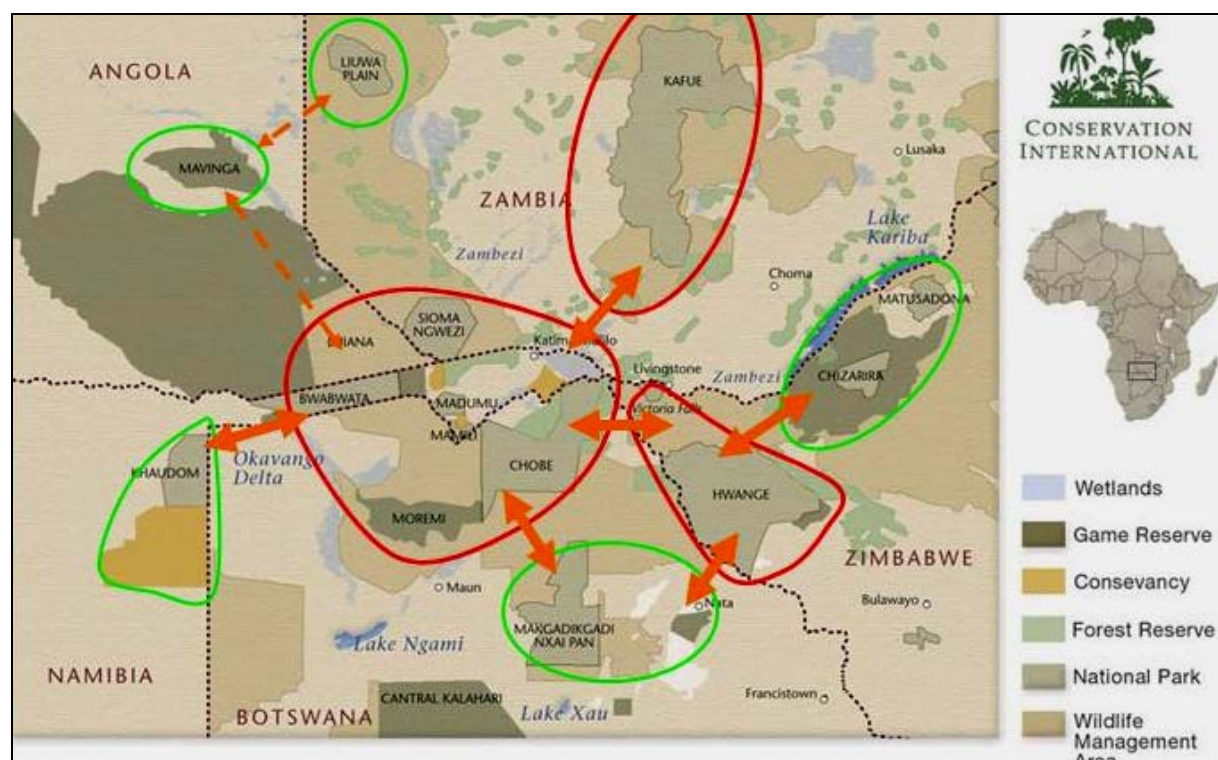 ANGOLA
LIUWA
PLAIN
KAFUE
MAVINGA
Lusaka
ZAMBIA
Lake
Kariba
Zambezi
Choma
MATUSADONA
SIOMA
NGWEZI
Livingstone
Zambezi
CHIZARIRA
BWABWATA
MADUMU
Victoria Falls
KHAUDOM
Okavango
Delta
CHOBE
HWANGE
MOREMI
ZIMBABWE
Maun
Nata
Bulawayo
MAKGADIKGADI
NXAI PAN
Lake Ngami
NAMIBIA
CANTRAL KALAHARI
Francistown
BOTSWANA
Lake Xau
CONSERVATION
INTERNATIONAL
Wetlands
Game Reserve
Consevancy
Forest Reserve
National Park
Wildlife
Management